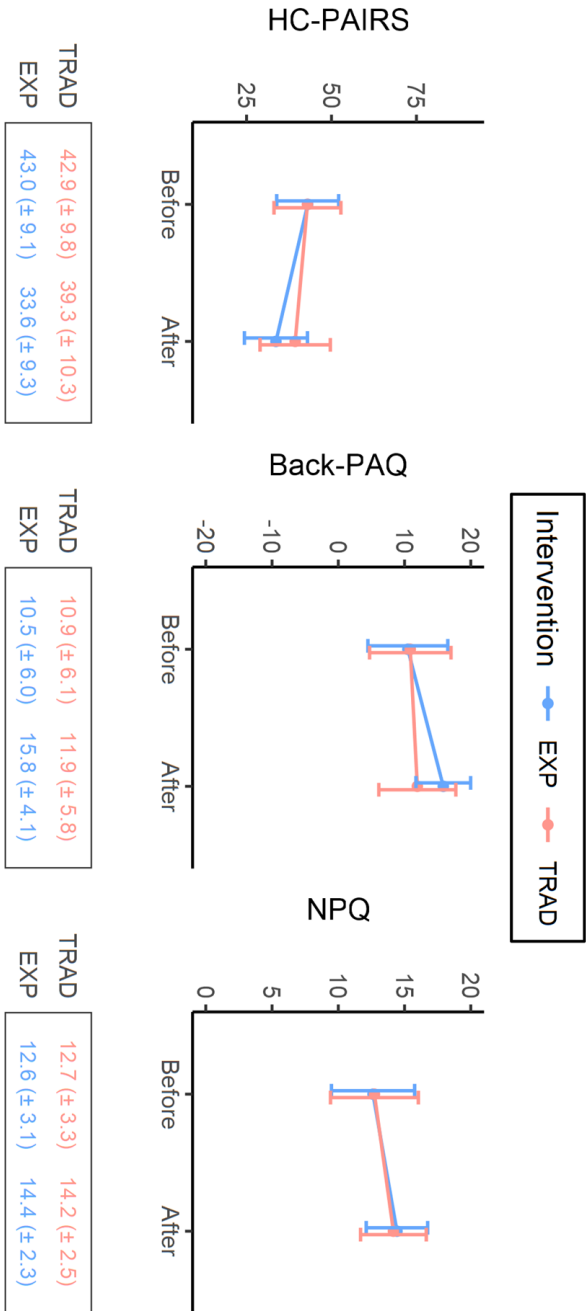 Intervention EXP TRAD
HC-PAIRS
75
50
25
Before After
TRAD 42.9 (± 9.8) 39.3 (± 10.3)
EXP 43.0 (± 9.1) 33.6 (± 9.3)
Back-PAQ
20
10
0
-10
-20
Before After
TRAD 10.9 (± 6.1) 11.9 (± 5.8)
EXP 10.5 (± 6.0) 15.8 (± 4.1)
NPQ
20
15
10
5
0
Before After
TRAD 12.7 (± 3.3) 14.2 (± 2.5)
EXP 12.6 (± 3.1) 14.4 (± 2.3)